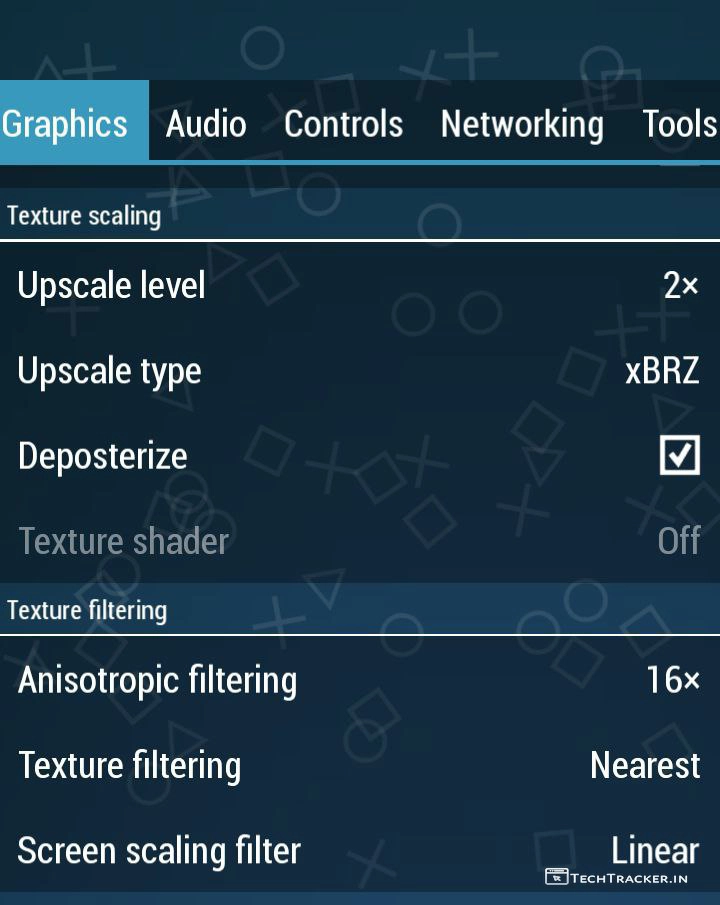 Graphics Audio Controls Networking Tools
Texture scaling
Upscale level 2×
Upscale type xBRZ
Deposterize
Texture shader Off
Texture filtering
Anisotropic filtering 16×
Texture filtering Nearest
Screen scaling filter Linear
TECHTRACKER.IN